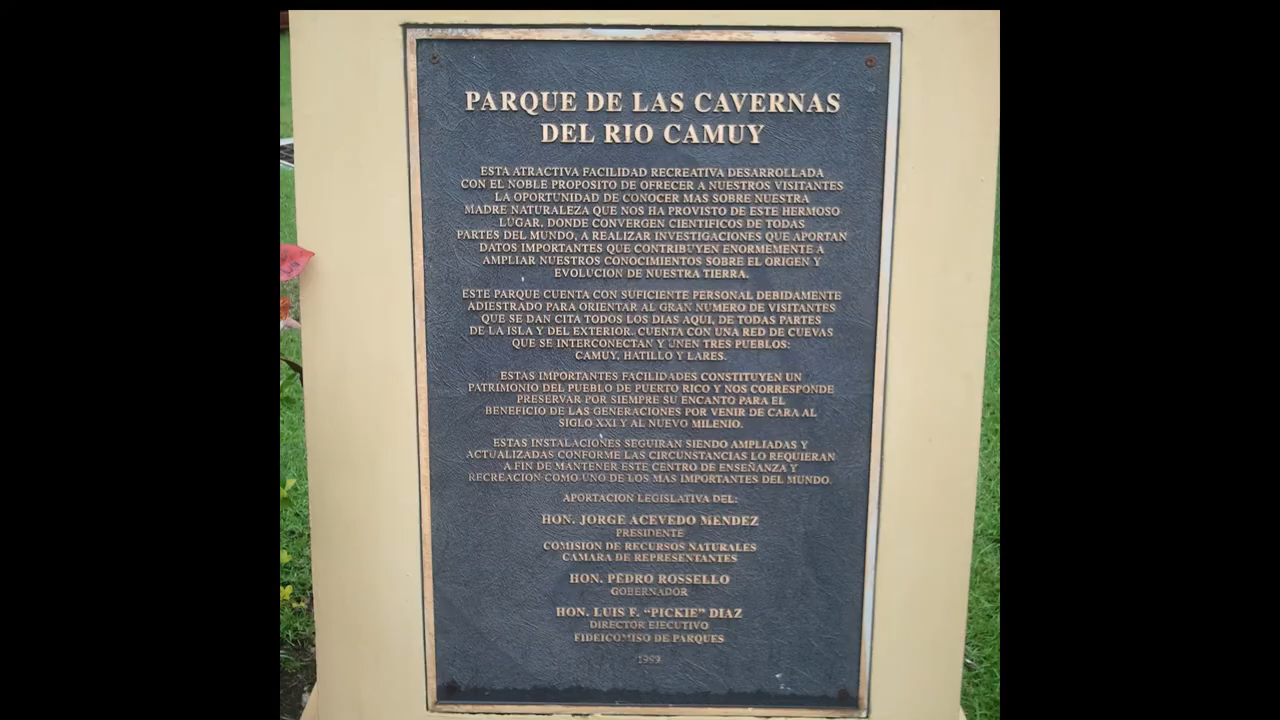 PARQUE DE LAS CAVERNAS
DEL RIO CAMUY
ESTA ATRACTIVA FACILIDAD RECREATIVA DESARROLLADA
CON EL NOBLE PROPOSITO DE OFRECER A NUESTROS VISITANTES
LA OPORTUNIDAD DE CONOCER MAS SOBRE NUESTRA
MADRE NATURALEZA QUE NOS HA PROVISTO DE ESTE HERMOSO
LUGAR, DONDE CONVERGEN CIENTIFICOS DE TODAS
PARTES DEL MUNDO, A REALIZAR INVESTIGACIONES QUE APORTAN
DATOS IMPORTANTES QUE CONTRIBUYEN ENORMEMENTE A
AMPLIAR NUESTROS CONOCIMIENTOS SOBRE EL ORIGEN Y
EVOLUCION DE NUESTRA TIERRA.
ESTE PARQUE CUENTA CON SUFICIENTE PERSONAL DEBIDAMENTE
ADIESTRADO PARA ORIENTAR AL GRAN NUMERO DE VISITANTES
QUE SE DAN CITA TODOS LOS DIAS AQUI, DE TODAS PARTES
DE LA ISLA Y DEL EXTERIOR. CUENTA CON UNA RED DE CUEVAS
QUE SE INTERCONECTAN Y UNEN TRES PUEBLOS:
CAMUY, HATILLO Y LARES.
ESTAS IMPORTANTES FACILIDADES CONSTITUYEN UN
PATRIMONIO DEL PUEBLO DE PUERTO RICO Y NOS CORRESPONDE
PRESERVAR POR SIEMPRE SU ENCANTO PARA EL
BENEFICIO DE LAS GENERACIONES POR VENIR DE CARA AL
SIGLO XXI Y AL NUEVO MILENIO.
ESTAS INSTALACIONES SEGUIRAN SIENDO AMPLIADAS Y
ACTUALIZADAS CONFORME LAS CIRCUNSTANCIAS LO REQUIERAN
A FIN DE MANTENER ESTE CENTRO DE ENSEÑANZA Y
RECREACION COMO UNO DE LOS MAS IMPORTANTES DEL MUNDO.
APORTACION LEGISLATIVA DEL:
HON. JORGE ACEVEDO MENDEZ
PRESIDENTE
COMISION DE RECURSOS NATURALES
CAMARA DE REPRESENTANTES
HON. PEDRO ROSSELLO
GOBERNADOR
HON. LUIS F. “PICKIE” DIAZ
DIRECTOR EJECUTIVO
FIDEICOMISO DE PARQUES